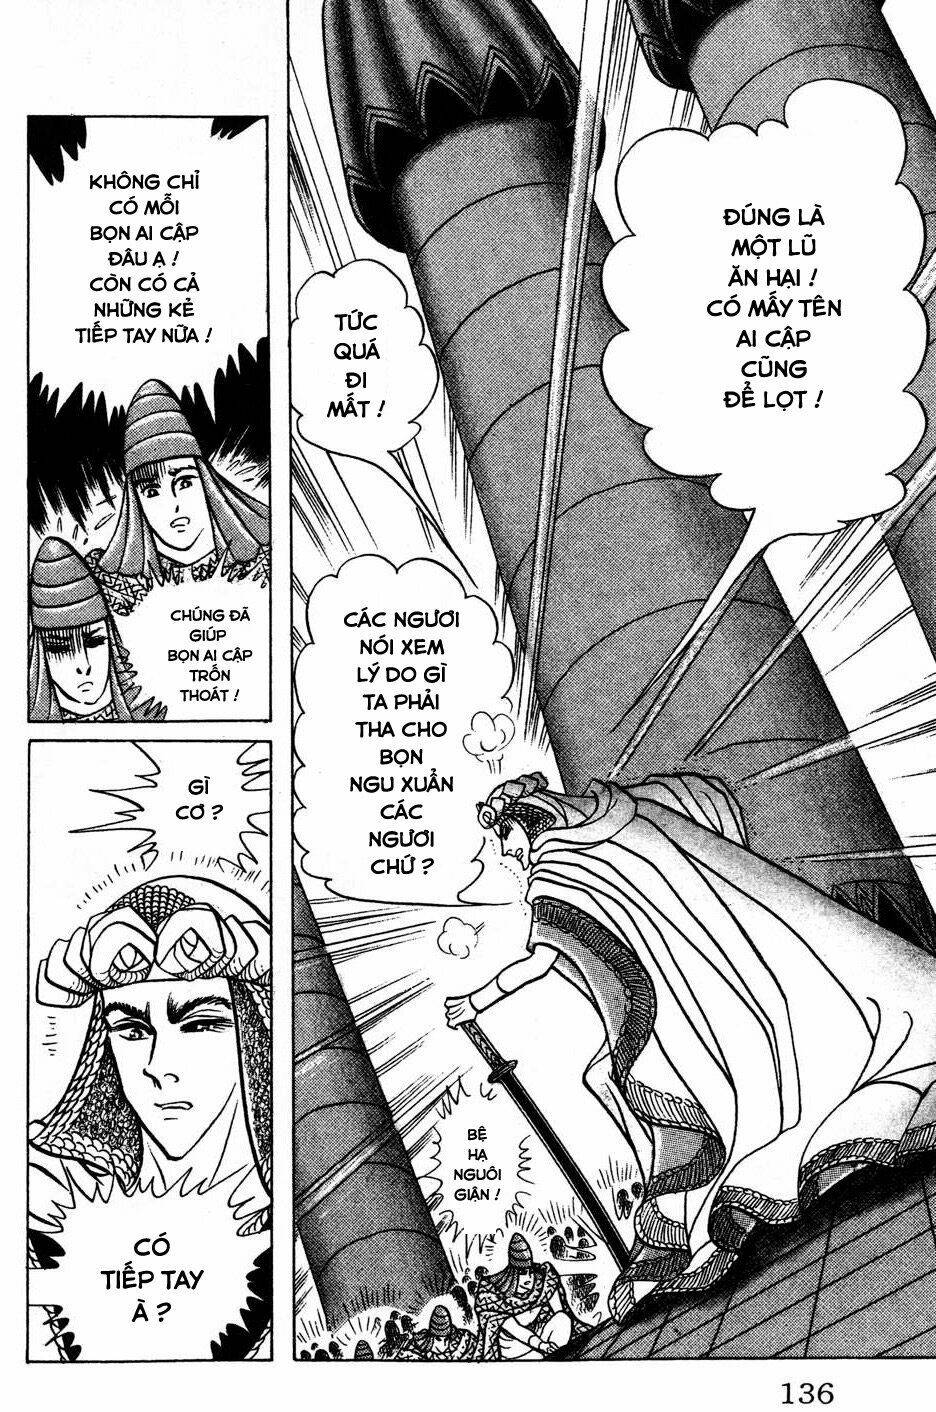 ĐÚNG LÀ
MỘT LŨ
ĂN HẠI !
CÓ MẤY TÊN
AI CẬP
CŨNG
ĐỂ LỌT !
TỨC
QUÁ
ĐI
MẤT !
CÁC NGƯƠI
NÓI XEM
LÝ DO GÌ
TA PHẢI
THA CHO
BỌN
NGU XUẨN
CÁC
NGƯƠI
CHỨ ?
BỆ
HẠ
NGUÔI
GIẬN !
KHÔNG CHỈ
CÓ MỖI
BỌN AI CẬP
ĐÂU Ạ !
CÒN CÓ CẢ
NHỮNG KẺ
TIẾP TAY NỮA !
CHÚNG ĐÃ
GIÚP
BỌN AI CẬP
TRỐN
THOÁT !
GÌ
CƠ ?
CÓ
TIẾP TAY
À ?
136